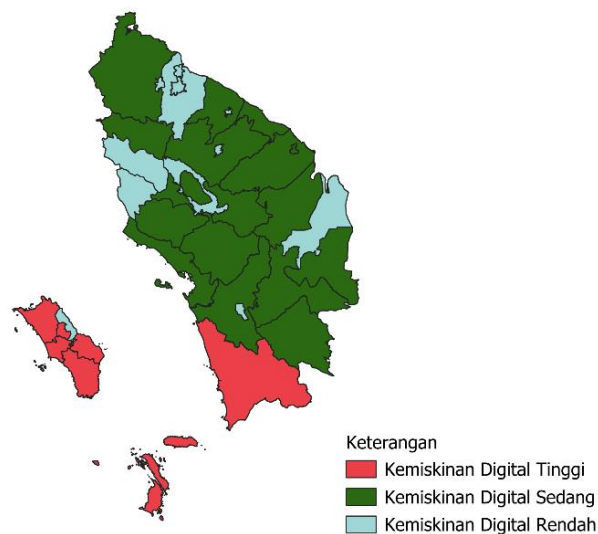 Keterangan
Kemiskinan Digital Tinggi
Kemiskinan Digital Sedang
Kemiskinan Digital Rendah